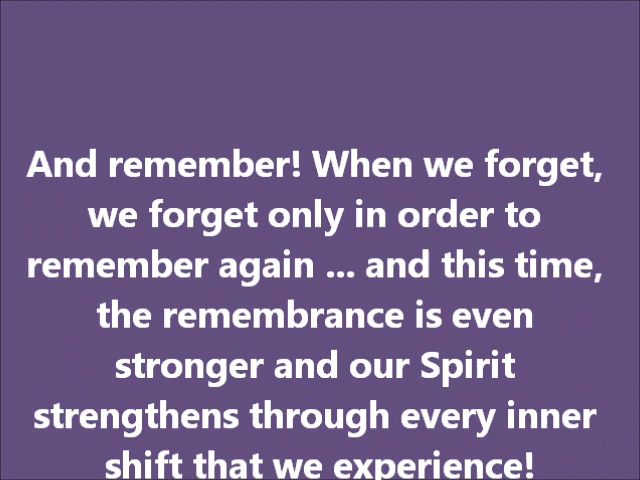 And remember! When we forget,
we forget only in order to
remember again ... and this time,
the remembrance is even
stronger and our Spirit
strengthens through every inner
shift that we experience!